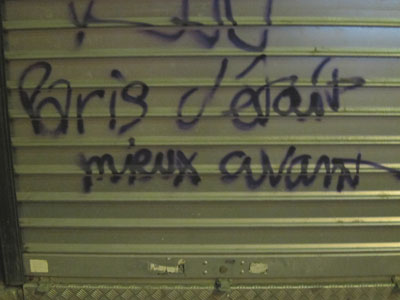 Paris c'était
mieux avant